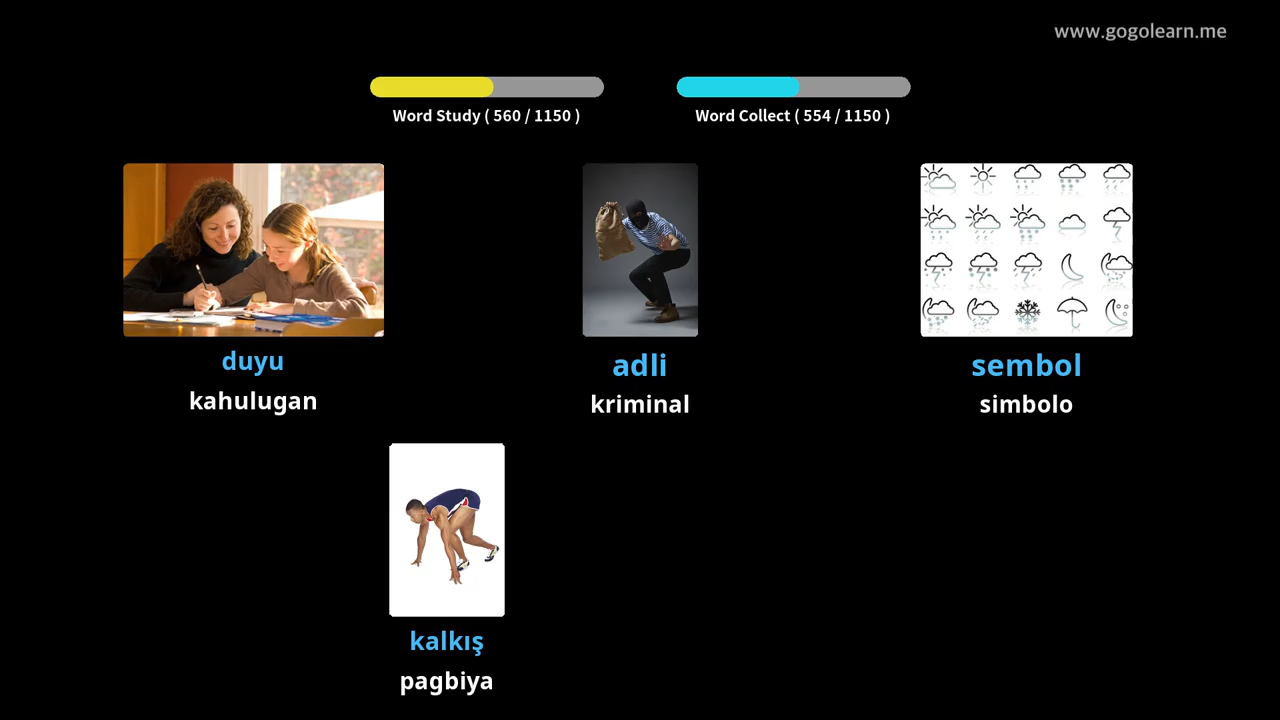 www.gogolearn.me
Word Study ( 560 / 1150 )
Word Collect ( 554 / 1150 )
duyu
kahulugan
adli
kriminal
sembol
simbolo
kalkış
pagbiya